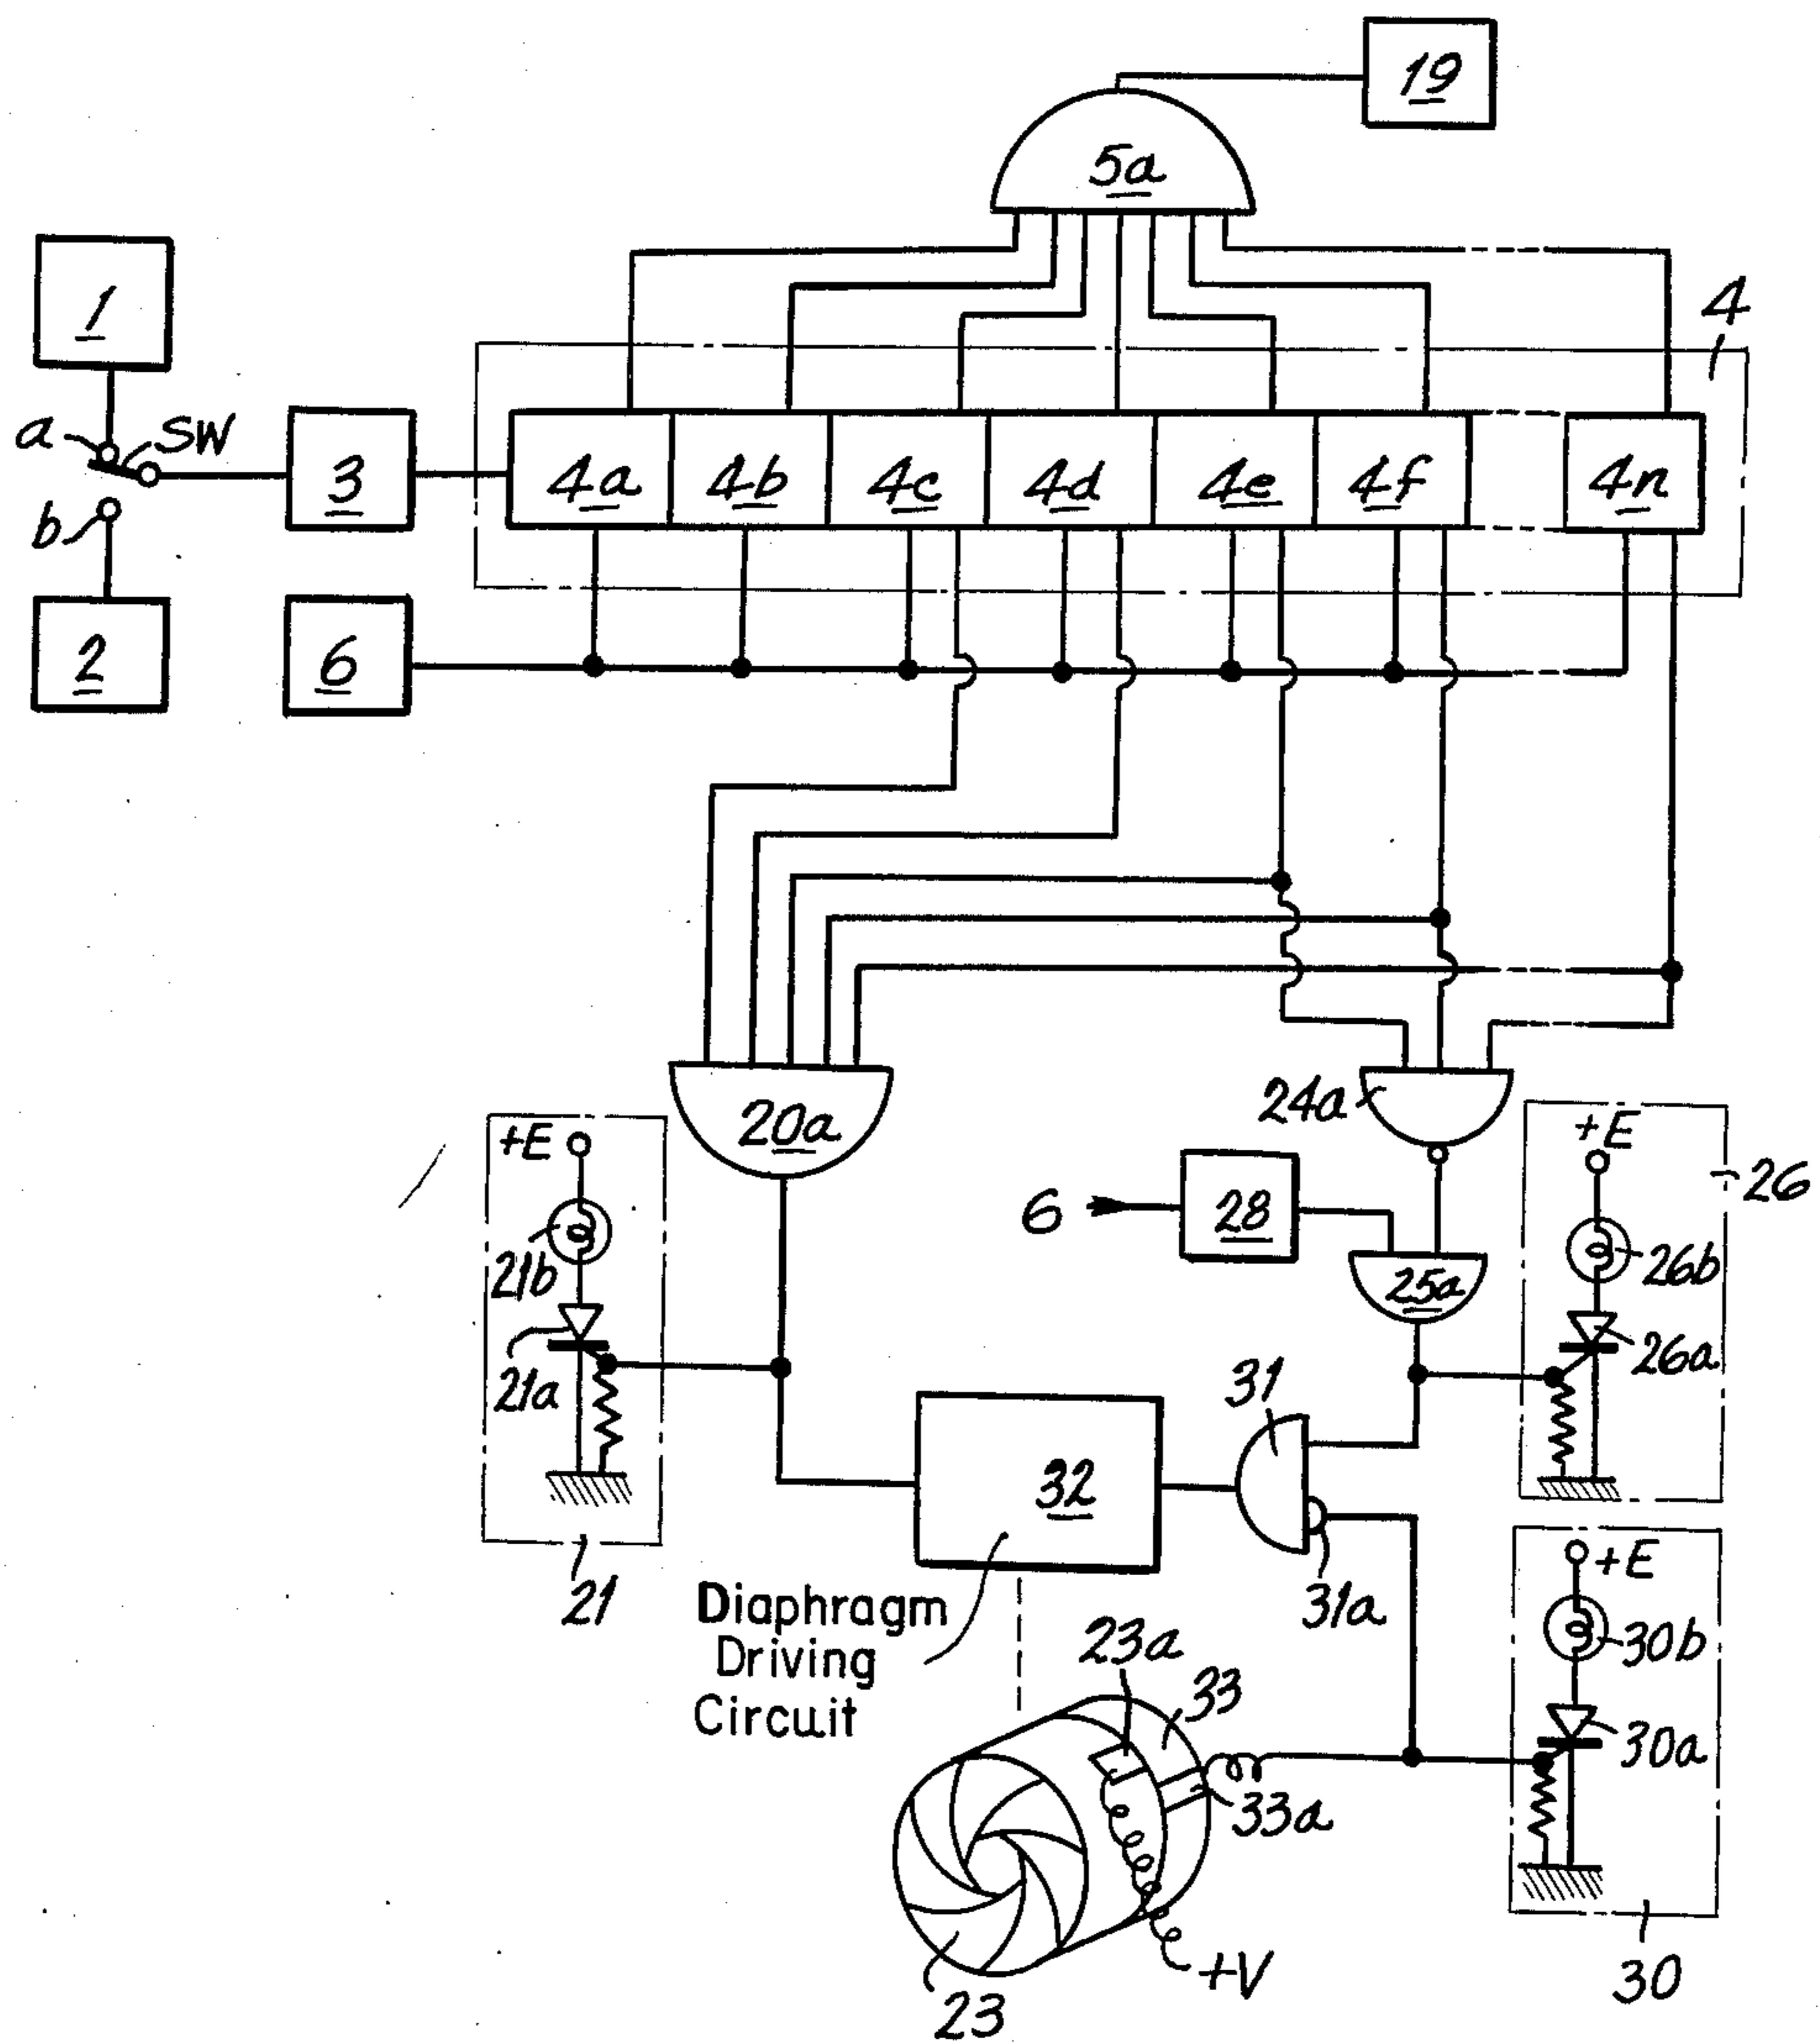 19
5a
1
4
a
SW
3
4a
4b
4c
4d
4e
4f
4n
b
2
6
20a
24a
+E
+E
26
6
28
21b
25a
26b
21a
26a
31
32
21
31a
+E
Diaphragm
Driving
Circuit
23a
33
30b
30a
33a
+V
23
30